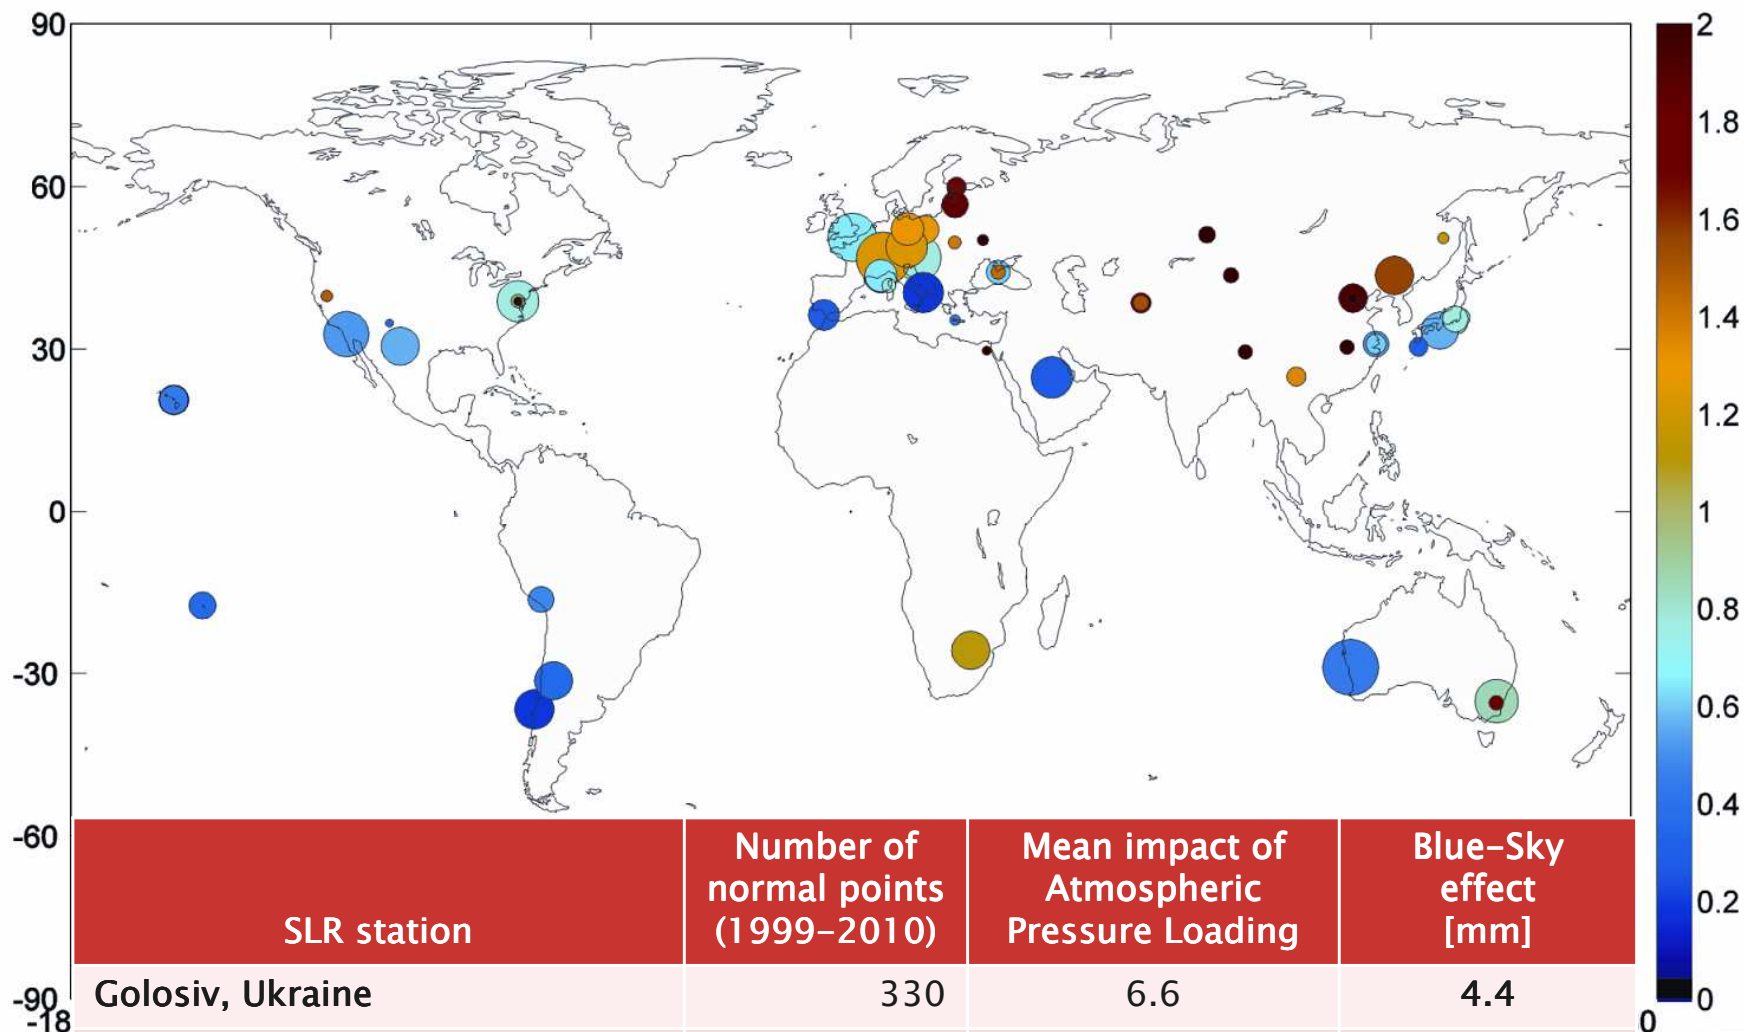 90
60
30
0
-30
-60
-90
-18
0
2
1.8
1.6
1.4
1.2
1
0.8
0.6
0.4
0.2
0
SLR station
Number of
normal points
(1999-2010)
Mean impact of
Atmospheric
Pressure Loading
Blue-Sky
effect
[mm]
Golosiv, Ukraine 330 6.6 4.4